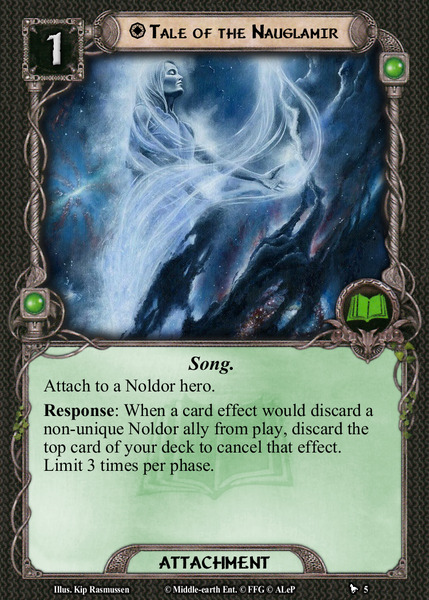 1
Tale of the Nauglamir
Song.
Attach to a Noldor hero.
Response: When a card effect would discard a
non-unique Noldor ally from play, discard the
top card of your deck to cancel that effect.
Limit 3 times per phase.
Attachment
Illus. Kip Rasmussen © Middle-earth Ent. © FFG © ALeP 5